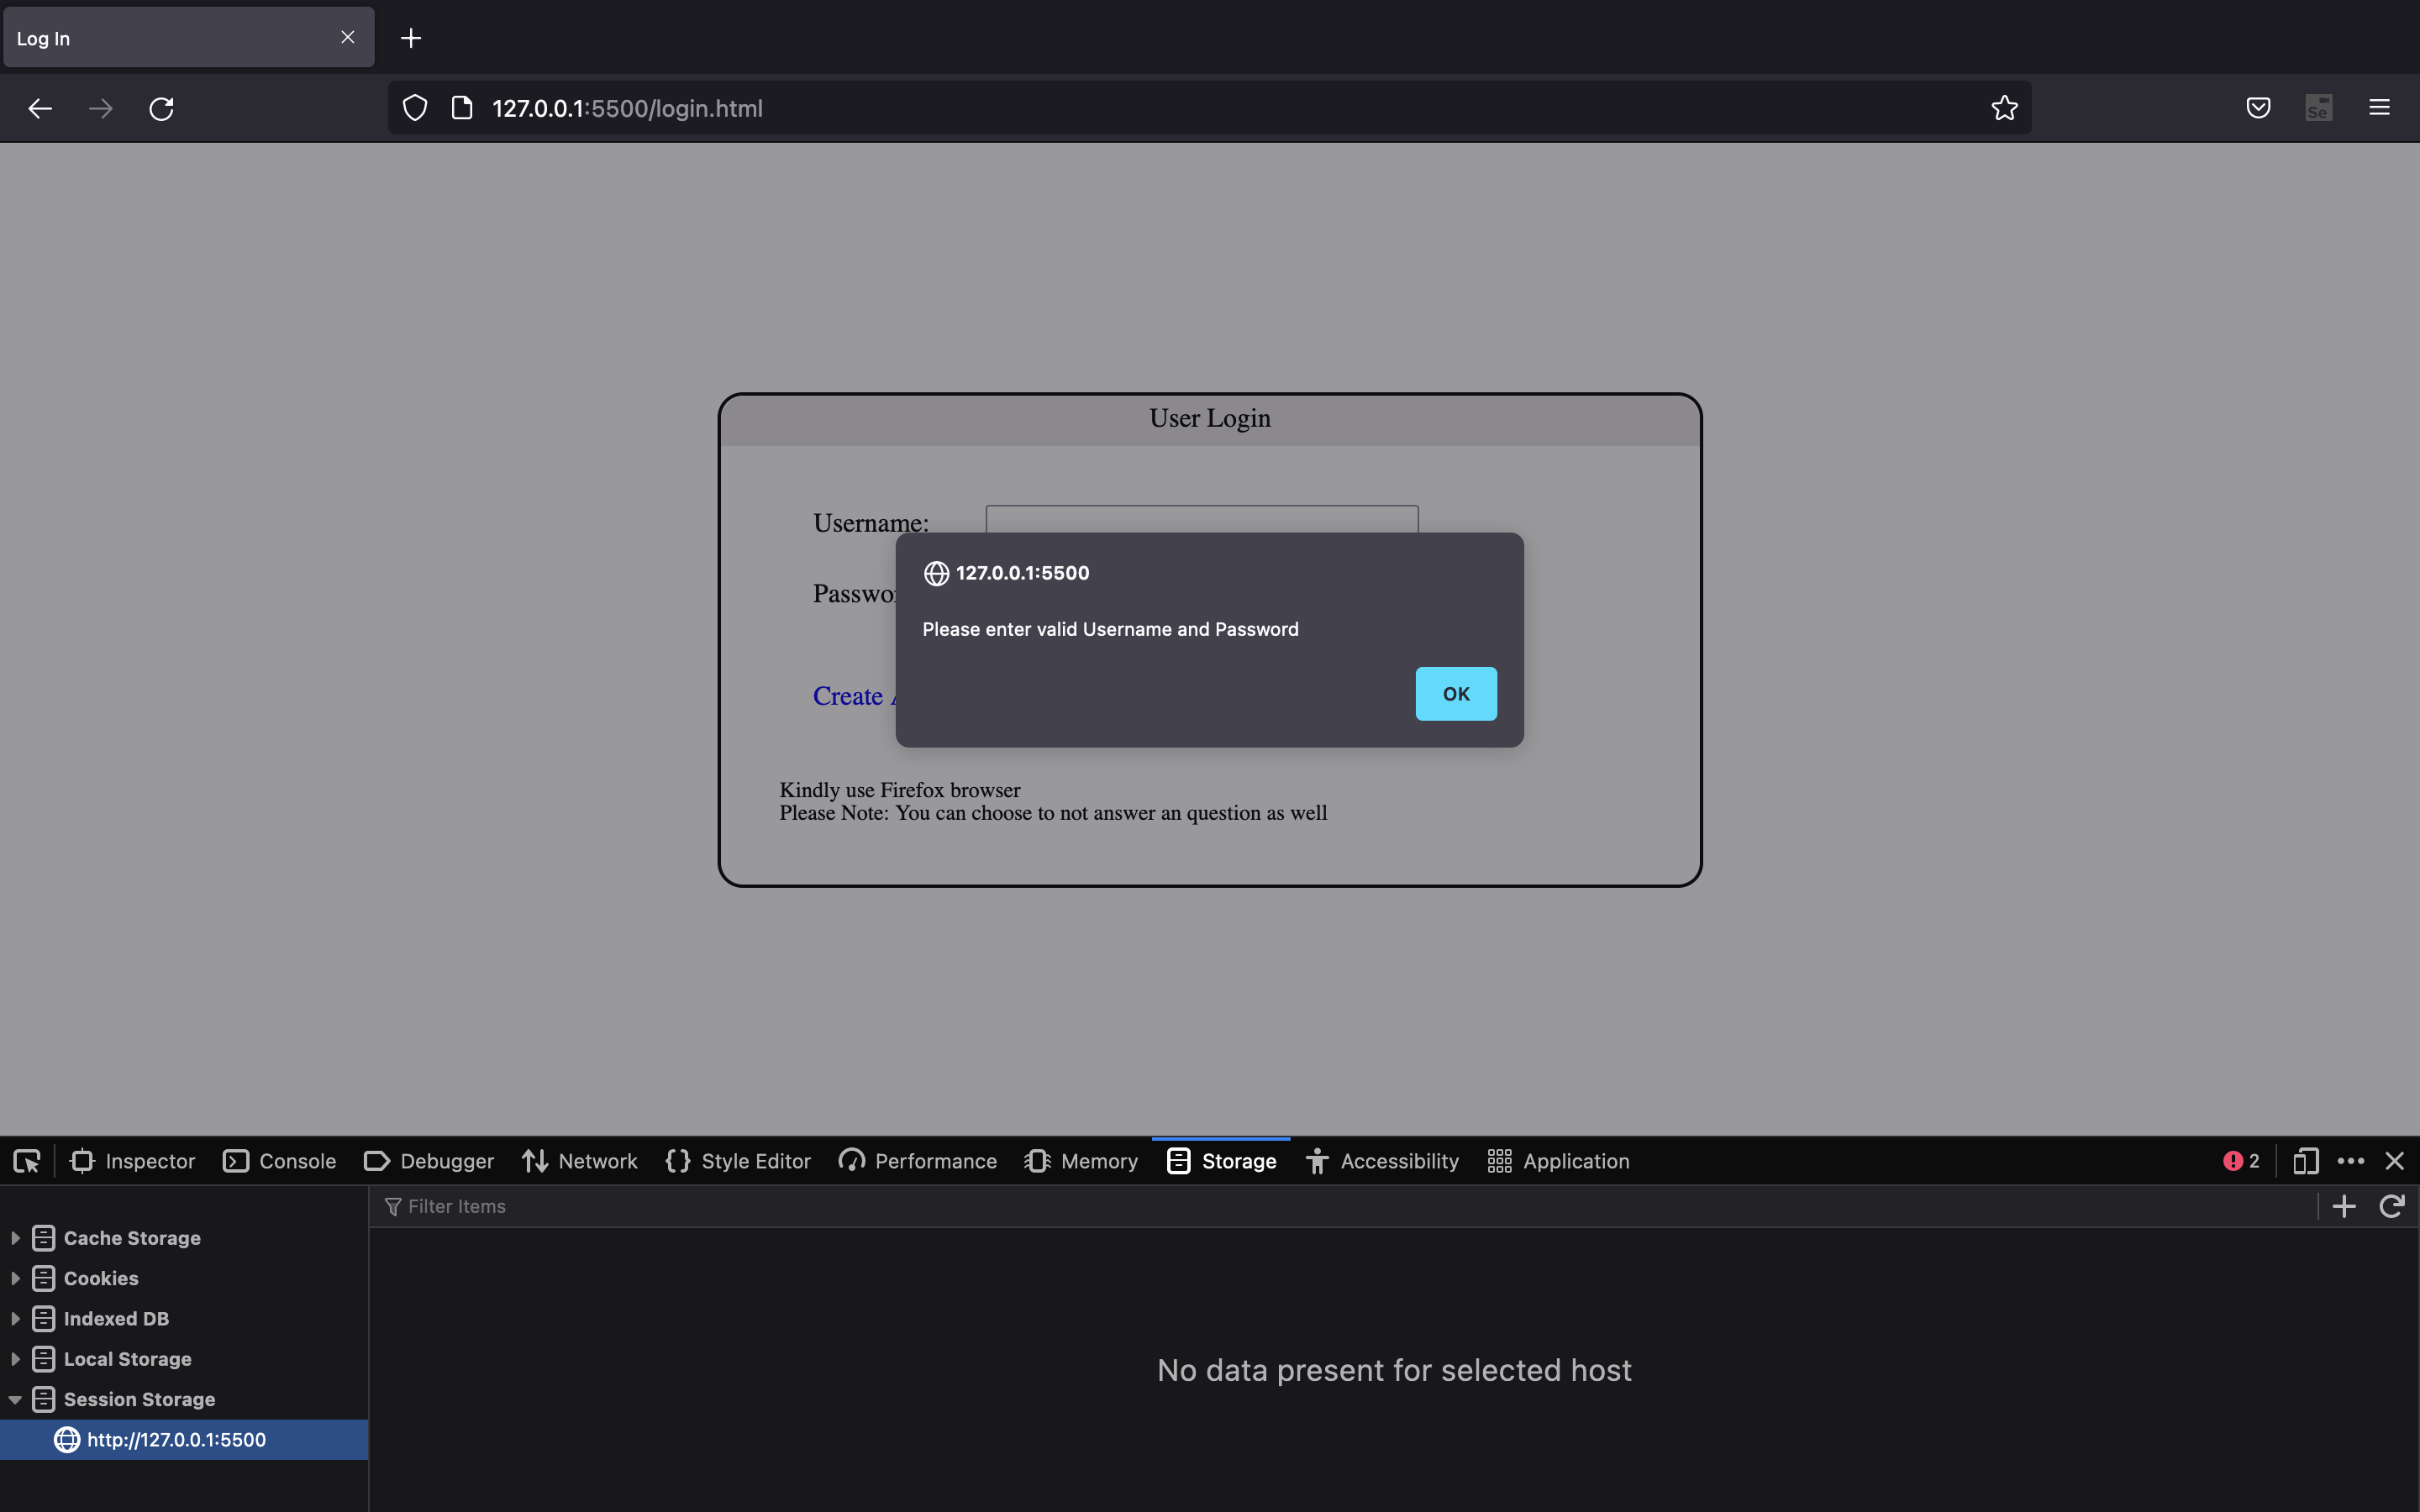 Log In
127.0.0.1:5500/login.html
Se
User Login
Username:
127.0.0.1:5500
Please enter valid Username and Password
OK
Create
Kindly use Firefox browser
Please Note: You can choose to not answer an question as well
Inspector Console Debugger Network Style Editor Performance Memory Storage Accessibility Application 2
Filter Items
Cache Storage
Cookies
Indexed DB
Local Storage
Session Storage
http://127.0.0.1:5500
No data present for selected host